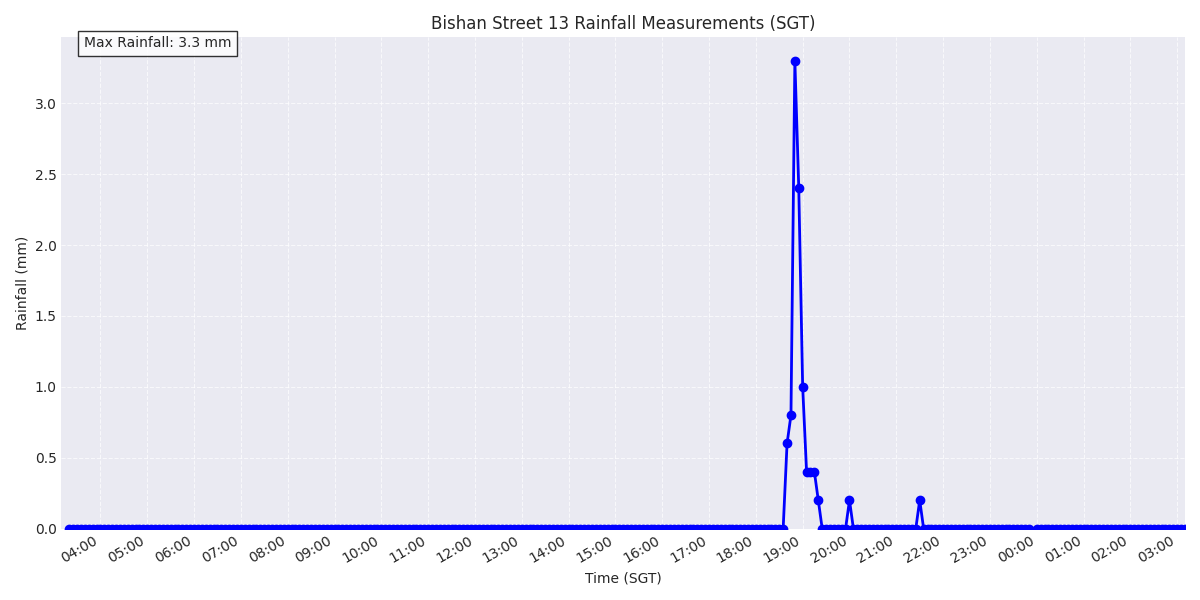 Bishan Street 13 Rainfall Measurements (SGT)
Max Rainfall: 3.3 mm
Rainfall (mm)
3.0
2.5
2.0
1.5
1.0
0.5
0.0
04:00 05:00 06:00 07:00 08:00 09:00 10:00 11:00 12:00 13:00 14:00 15:00 16:00 17:00 18:00 19:00 20:00 21:00 22:00 23:00 00:00 01:00 02:00 03:00
Time (SGT)